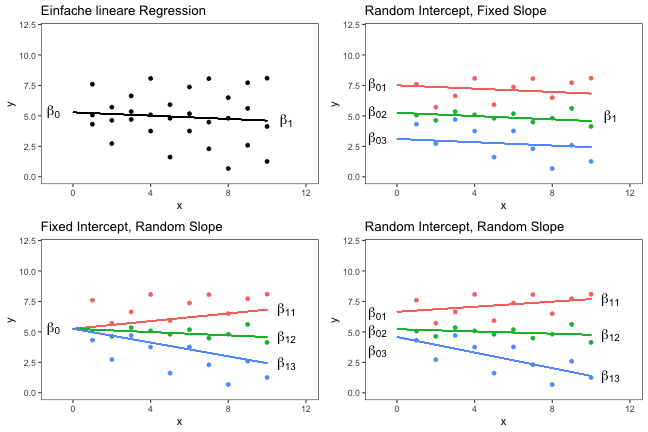 Einfache lineare Regression
12.5
10.0
7.5
5.0
2.5
0.0
y
β0
β1
0
4
8
12
x
Random Intercept, Fixed Slope
12.5
10.0
7.5
5.0
2.5
0.0
y
β01
β02
β03
β1
0
4
8
12
x
Fixed Intercept, Random Slope
12.5
10.0
7.5
5.0
2.5
0.0
y
β0
β11
β12
β13
0
4
8
12
x
Random Intercept, Random Slope
12.5
10.0
7.5
5.0
2.5
0.0
y
β01
β02
β03
β11
β12
β13
0
4
8
12
x